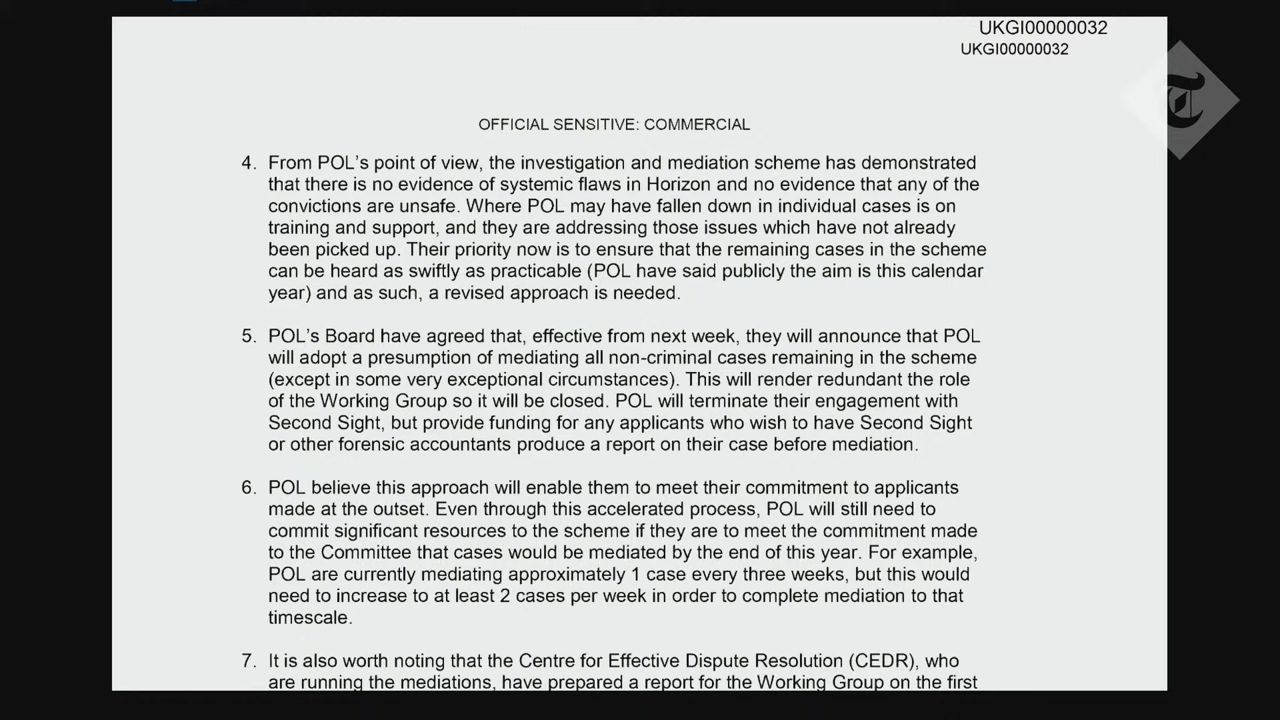 UKGI00000032
UKGI00000032
OFFICIAL SENSITIVE: COMMERCIAL
4. From POL's point of view, the investigation and mediation scheme has demonstrated
that there is no evidence of systemic flaws in Horizon and no evidence that any of the
convictions are unsafe. Where POL may have fallen down in individual cases is on
training and support, and they are addressing those issues which have not already
been picked up. Their priority now is to ensure that the remaining cases in the scheme
can be heard as swiftly as practicable (POL have said publicly the aim is this calendar
year) and as such, a revised approach is needed.
5. POL's Board have agreed that, effective from next week, they will announce that POL
will adopt a presumption of mediating all non-criminal cases remaining in the scheme
(except in some very exceptional circumstances). This will render redundant the role
of the Working Group so it will be closed. POL will terminate their engagement with
Second Sight, but provide funding for any applicants who wish to have Second Sight
or other forensic accountants produce a report on their case before mediation.
6. POL believe this approach will enable them to meet their commitment to applicants
made at the outset. Even through this accelerated process, POL will still need to
commit significant resources to the scheme if they are to meet the commitment made
to the Committee that cases would be mediated by the end of this year. For example,
POL are currently mediating approximately 1 case every three weeks, but this would
need to increase to at least 2 cases per week in order to complete mediation to that
timescale.
7. It is also worth noting that the Centre for Effective Dispute Resolution (CEDR), who
are running the mediations, have prepared a report for the Working Group on the first